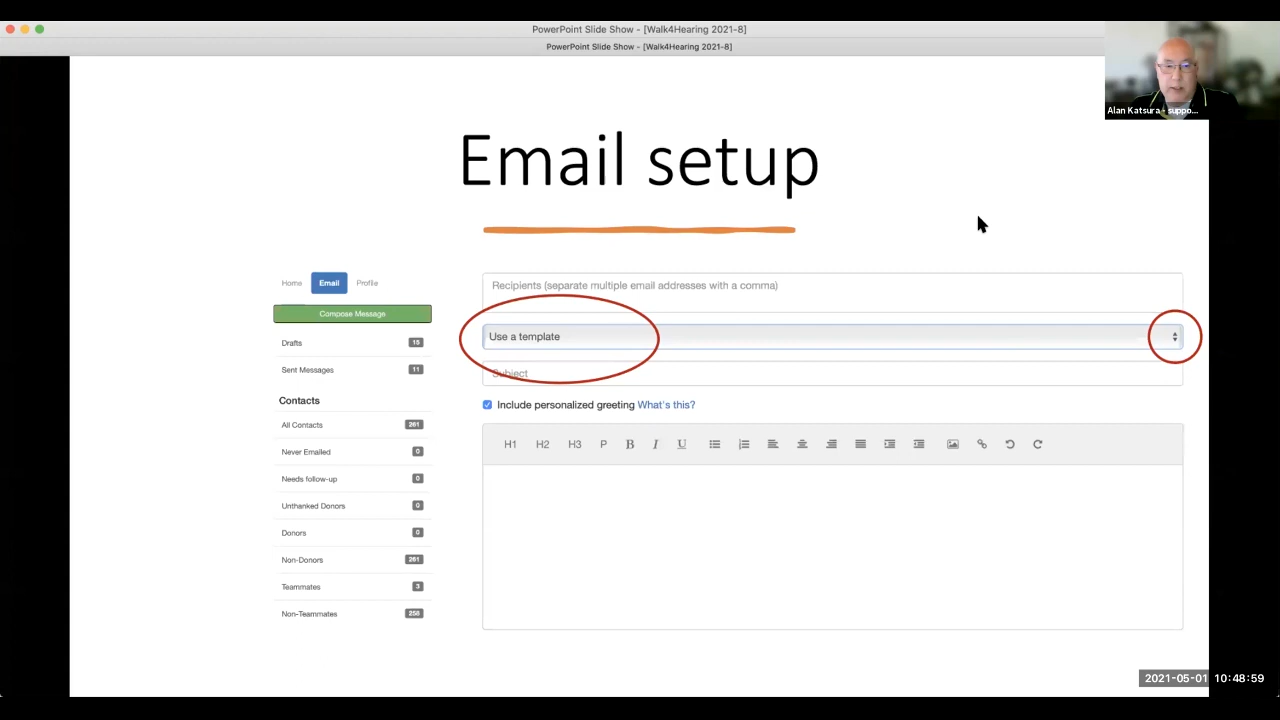 PowerPoint Slide Show - [Walk4Hearing 2021-8]
PowerPoint Slide Show - [Walk4Hearing 2021-8]
Alan Katsura - suppo...
Email setup
Home Email Profile
Compose Message
Drafts 15
Sent Messages 11
Contacts
All Contacts 261
Never Emailed 0
Needs follow-up 0
Unthanked Donors 0
Donors 0
Non-Donors 261
Teammates 3
Non-Teammates 258
Recipients (separate multiple email addresses with a comma)
Use a template
Subject
Include personalized greeting What's this?
H1 H2 H3 P B I U
2021-05-01 10:48:59